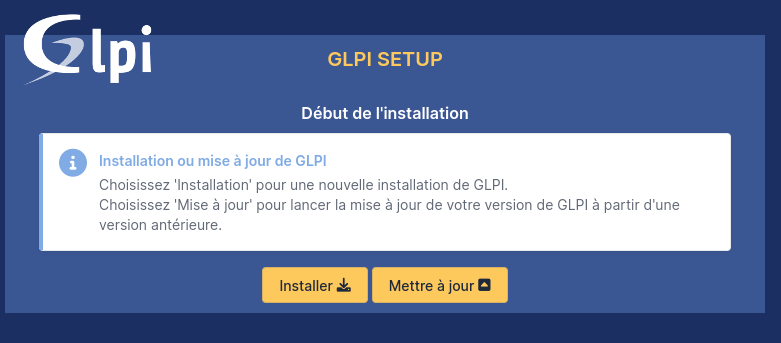 Glpi
GLPI SETUP
Début de l'installation
Installation ou mise à jour de GLPI
Choisissez 'Installation' pour une nouvelle installation de GLPI.
Choisissez 'Mise à jour' pour lancer la mise à jour de votre version de GLPI à partir d'une
version antérieure.
Installer
Mettre à jour